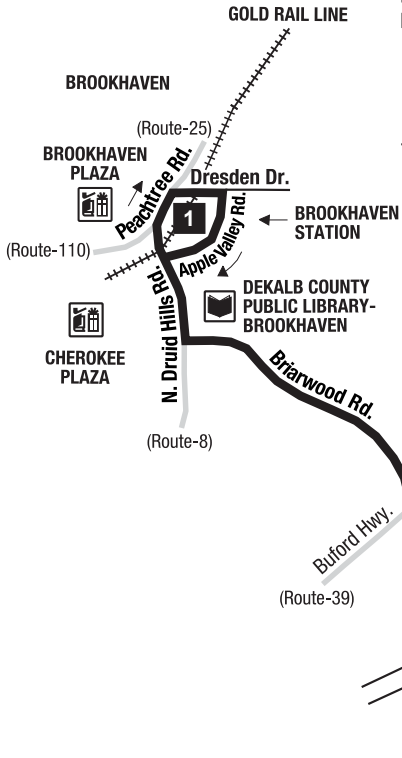 GOLD RAIL LINE
BROOKHAVEN
(Route-25)
BROOKHAVEN
PLAZA
Peachtree Rd.
Dresden Dr.
1
Apple Valley Rd.
BROOKHAVEN
STATION
(Route-110)
N. Druid Hills Rd.
DEKALB COUNTY
PUBLIC LIBRARY-
BROOKHAVEN
CHEROKEE
PLAZA
Briarwood Rd.
(Route-8)
Buford Hwy.
(Route-39)